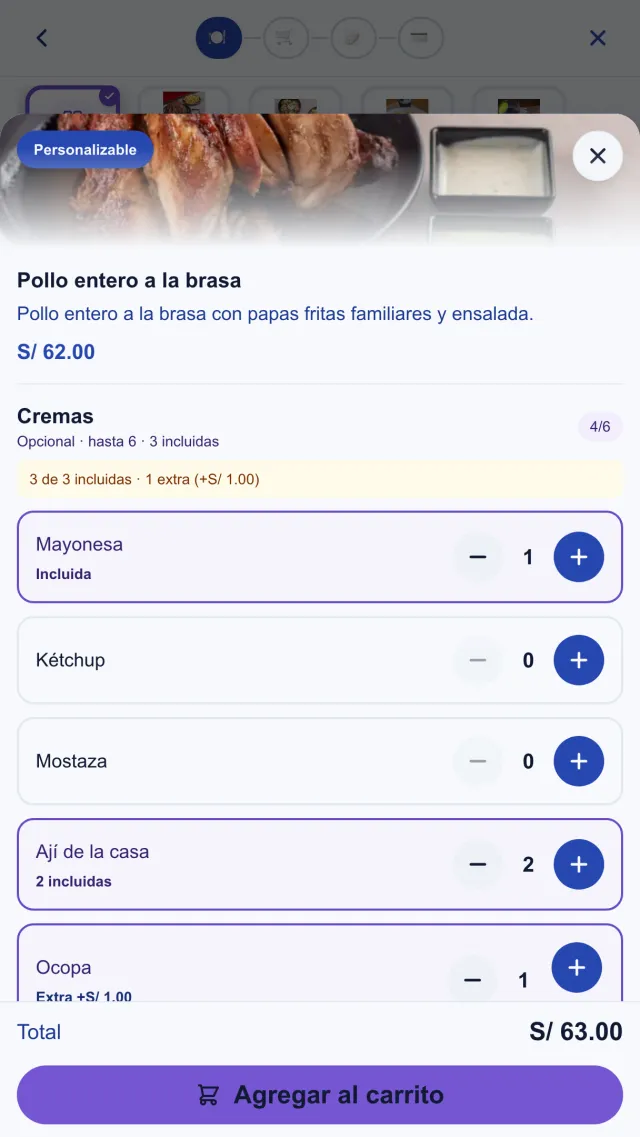 Personalizable
Pollo entero a la brasa
Pollo entero a la brasa con papas fritas familiares y ensalada.
S/ 62.00
Cremas
Opcional · hasta 6 · 3 incluidas
4/6
3 de 3 incluidas · 1 extra (+S/ 1.00)
Mayonesa
Incluida
1
Kétchup
0
Mostaza
0
Ají de la casa
2 incluidas
2
Ocopa
Extra +S/ 1.00
1
Total
S/ 63.00
Agregar al carrito